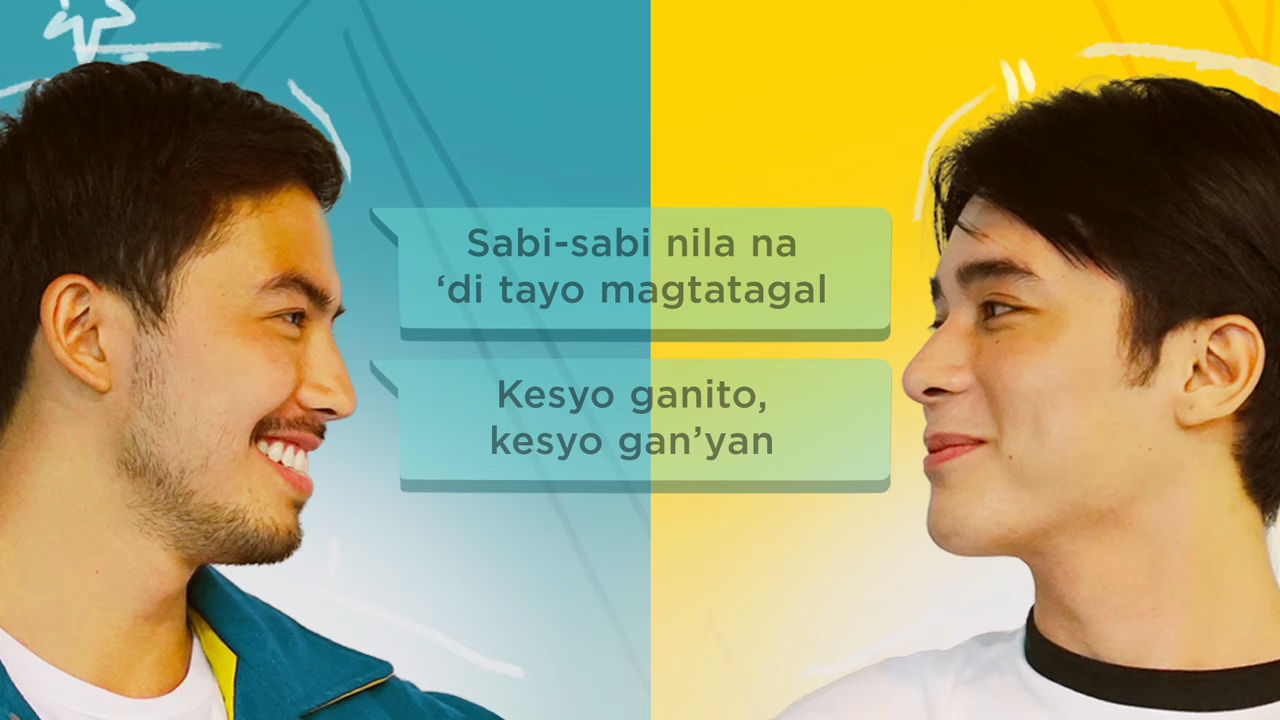 Sabi-sabi nila na
‘di tayo magtatagal
Kesyo ganito,
kesyo gan’yan